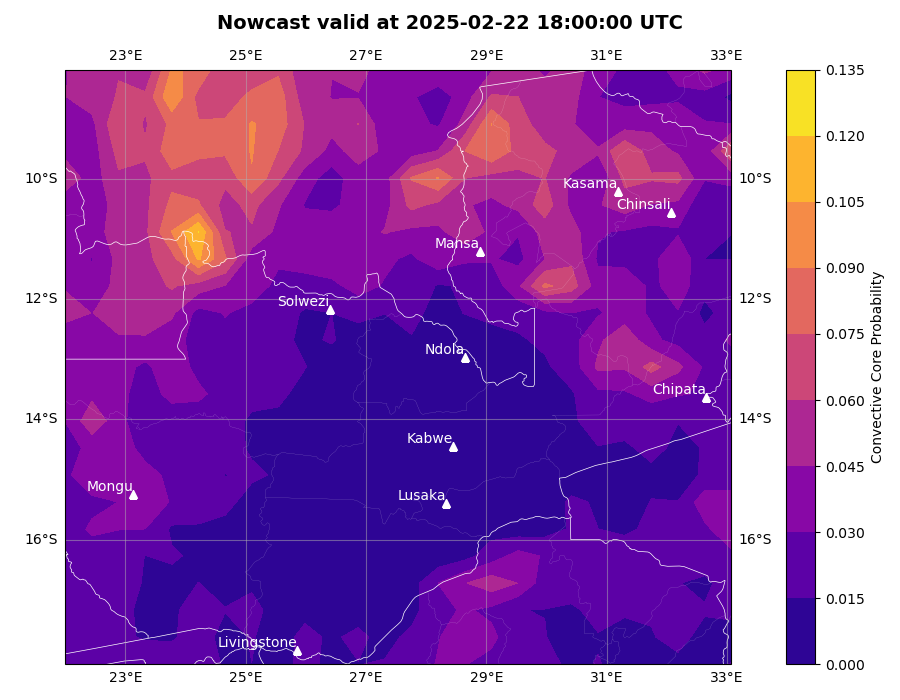 Nowcast valid at 2025-02-22 18:00:00 UTC
23°E 25°E 27°E 29°E 31°E 33°E
0.135
0.120
0.105
0.090
0.075
0.060
0.045
0.030
0.015
0.000
Convective Core Probability
10°S 10°S
12°S 12°S
14°S 14°S
16°S 16°S
Kasama
Chinsali
Mansa
Solwezi
Ndola
Chipata
Kabwe
Mongu
Lusaka
Livingstone
23°E 25°E 27°E 29°E 31°E 33°E